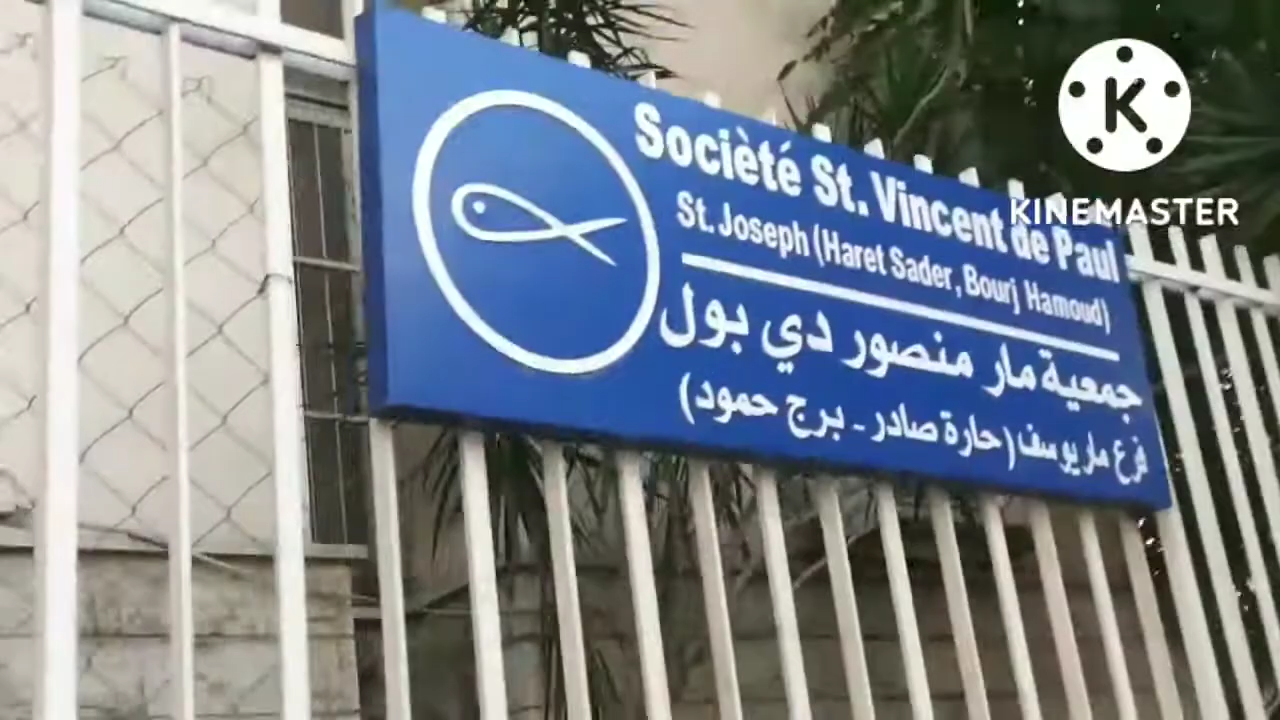 Sociètè St. Vincent de Paul
St. Joseph (Haret Sader, Bourj Hamoud)
جمعية مار منصور دي بول
فرع مار يوسف (حارة صادر - برج حمود)
K
KINEMASTER